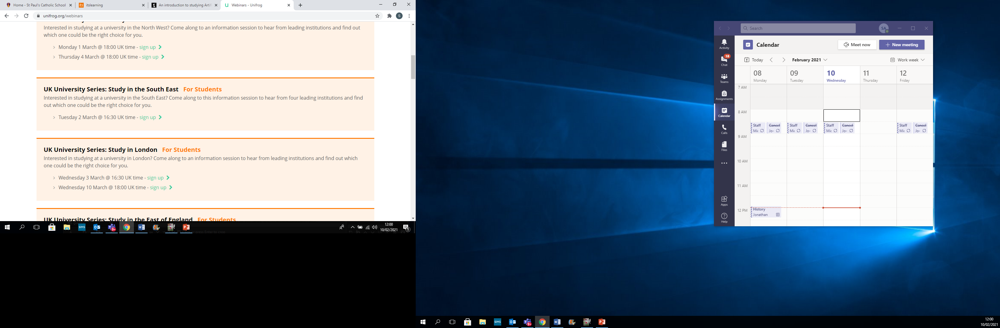 Home - St Paul's Catholic School
itslearning
An introduction to studying Artif
Webinars - Unifrog
unifrog.org/webinars
S
Interested in studying at a university in the North West? Come along to an information session to hear from leading institutions and find out
which one could be the right choice for you.
Monday 1 March @ 18:00 UK time - sign up
Thursday 4 March @ 18:00 UK time - sign up
UK University Series: Study in the South East For Students
Interested in studying at a university in the South East? Come along to this information session to hear from four leading institutions and find
out which one could be the right choice for you.
Tuesday 2 March @ 16:30 UK time - sign up
UK University Series: Study in London For Students
Interested in studying at a university in London? Come along to an information session to hear from leading institutions and find out which
one could be the right choice for you.
Wednesday 3 March @ 16:30 UK time - sign up
Wednesday 10 March @ 18:00 UK time - sign up
UK University Series: Study in the East of England For Students
SIMS
9+
12:00
10/02/2021
1
Search
SA
Activity
18
Chat
Teams
Assignments
Calendar
Calls
Files
Apps
Help
Calendar
Meet now
New meeting
Today
February 2021
Work week
08 09 10 11 12
Monday Tuesday Wednesday Thursday Friday
7 AM
8 AM
Staff Cancel Staff Cancel Staff Cancel Staff Cancel
Mic Jo- Mic Jo- Mic Jo- Mic Jo-
9 AM
10 AM
11 AM
12 PM
History
Jonathan
SIMS
9+
12:00
10/02/2021